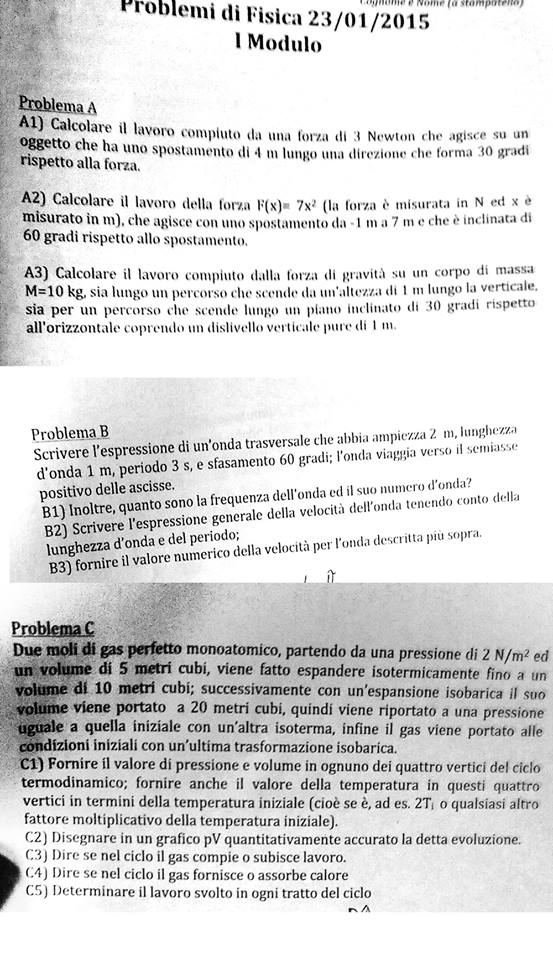 Cognome e Nome (a stampatello)
Problemi di Fisica 23/01/2015
I Modulo
Problema A
A1) Calcolare il lavoro compiuto da una forza di 3 Newton che agisce su un
oggetto che ha uno spostamento di 4 m lungo una direzione che forma 30 gradi
rispetto alla forza.
A2) Calcolare il lavoro della forza F(x)= 7x² (la forza è misurata in N ed x è
misurato in m), che agisce con uno spostamento da -1 m a 7 m e che è inclinata di
60 gradi rispetto allo spostamento.
A3) Calcolare il lavoro compiuto dalla forza di gravità su un corpo di massa
M=10 kg, sia lungo un percorso che scende da un'altezza di 1 m lungo la verticale,
sia per un percorso che scende lungo un piano inclinato di 30 gradi rispetto
all'orizzontale coprendo un dislivello verticale pure di 1 m.
Problema B
Scrivere l'espressione di un'onda trasversale che abbia ampiezza 2 m, lunghezza
d'onda 1 m, periodo 3 s, e sfasamento 60 gradi; l'onda viaggia verso il semiasse
positivo delle ascisse.
B1) Inoltre, quanto sono la frequenza dell'onda ed il suo numero d'onda?
B2) Scrivere l'espressione generale della velocità dell'onda tenendo conto della
lunghezza d'onda e del periodo;
B3) fornire il valore numerico della velocità per l'onda descritta più sopra.
Problema C
Due moli di gas perfetto monoatomico, partendo da una pressione di 2 N/m² ed
un volume di 5 metri cubi, viene fatto espandere isotermicamente fino a un
volume di 10 metri cubi; successivamente con un'espansione isobarica il suo
volume viene portato a 20 metri cubi, quindi viene riportato a una pressione
uguale a quella iniziale con un'altra isoterma, infine il gas viene portato alle
condizioni iniziali con un'ultima trasformazione isobarica.
C1) Fornire il valore di pressione e volume in ognuno dei quattro vertici del ciclo
termodinamico; fornire anche il valore della temperatura in questi quattro
vertici in termini della temperatura iniziale (cioè se è, ad es. 2Tᵢ o qualsiasi altro
fattore moltiplicativo della temperatura iniziale).
C2) Disegnare in un grafico pV quantitativamente accurato la detta evoluzione.
C3) Dire se nel ciclo il gas compie o subisce lavoro.
C4) Dire se nel ciclo il gas fornisce o assorbe calore
C5) Determinare il lavoro svolto in ogni tratto del ciclo